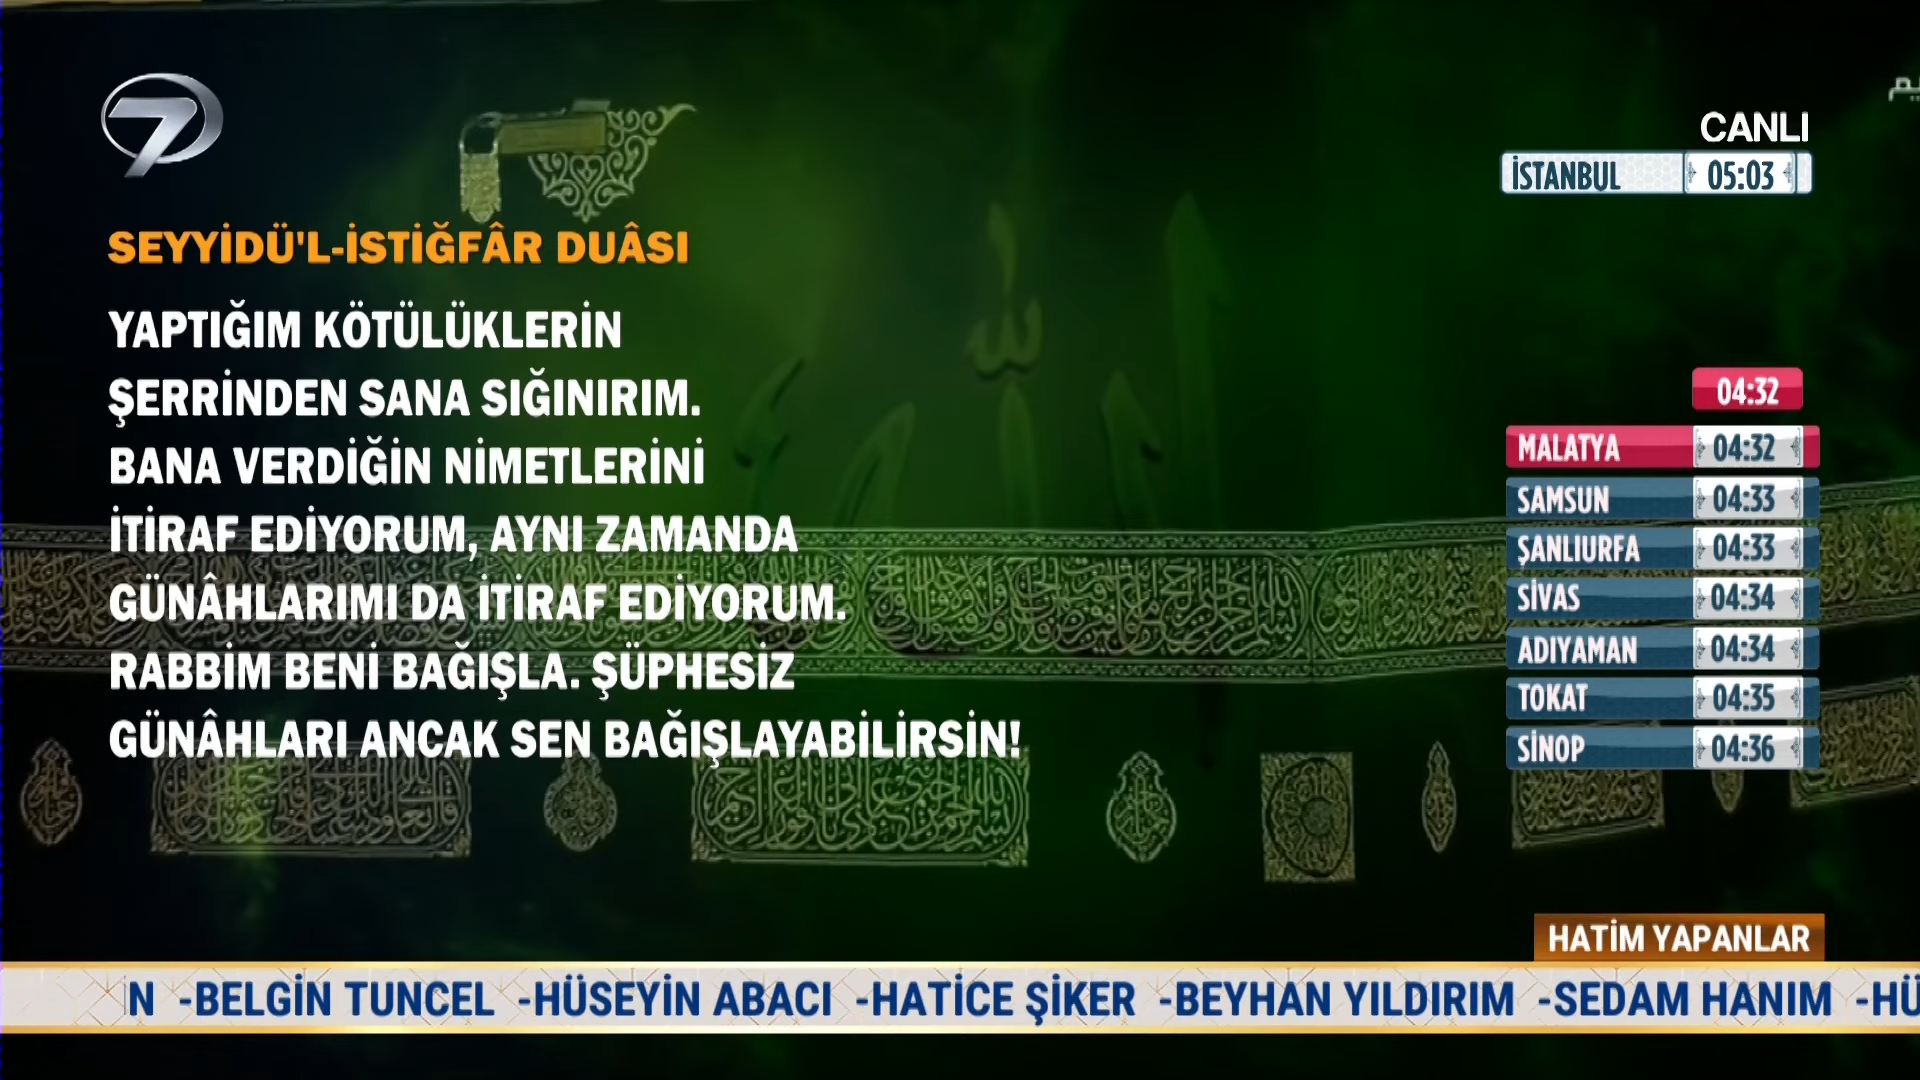 7
CANLI
İSTANBUL 05:03
SEYYİDÜ'L-İSTİĞFÂR DUÂSI
YAPTIĞIM KÖTÜLÜKLERİN
ŞERRİNDEN SANA SIĞINIRIM.
BANA VERDİĞİN NİMETLERİNİ
İTİRAF EDİYORUM, AYNI ZAMANDA
GÜNÂHLARIMI DA İTİRAF EDİYORUM.
RABBİM BENİ BAĞIŞLA. ŞÜPHESİZ
GÜNÂHLARI ANCAK SEN BAĞIŞLAYABİLİRSİN!
04:32
MALATYA 04:32
SAMSUN 04:33
ŞANLIURFA 04:33
SİVAS 04:34
ADIYAMAN 04:34
TOKAT 04:35
SİNOP 04:36
HATİM YAPANLAR
N -BELGİN TUNCEL -HÜSEYİN ABACI -HATİCE ŞİKER -BEYHAN YILDIRIM -SEDAM HANIM -HÜ